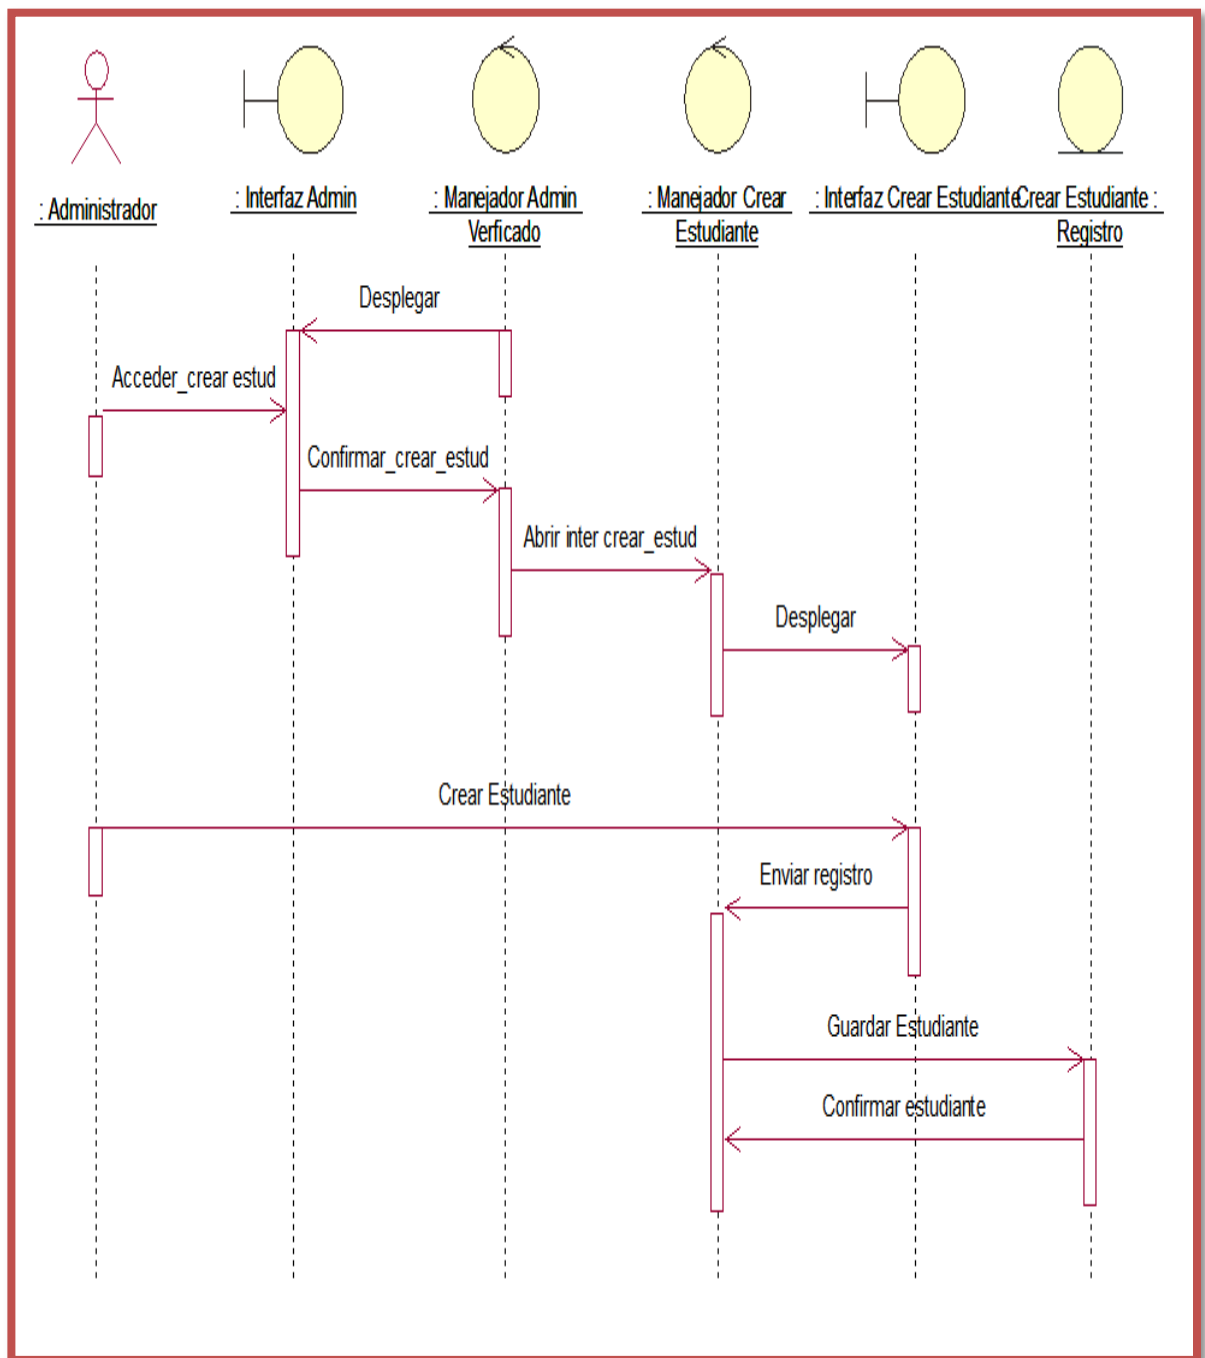 : Administrador
: Interfaz Admin
: Manejador Admin
Verficado
: Manejador Crear
Estudiante
: Interfaz Crear Estudiante
Crear Estudiante :
Registro
Desplegar
Acceder_crear estud
Confirmar_crear_estud
Abrir inter crear_estud
Desplegar
Crear Estudiante
Enviar registro
Guardar Estudiante
Confirmar estudiante